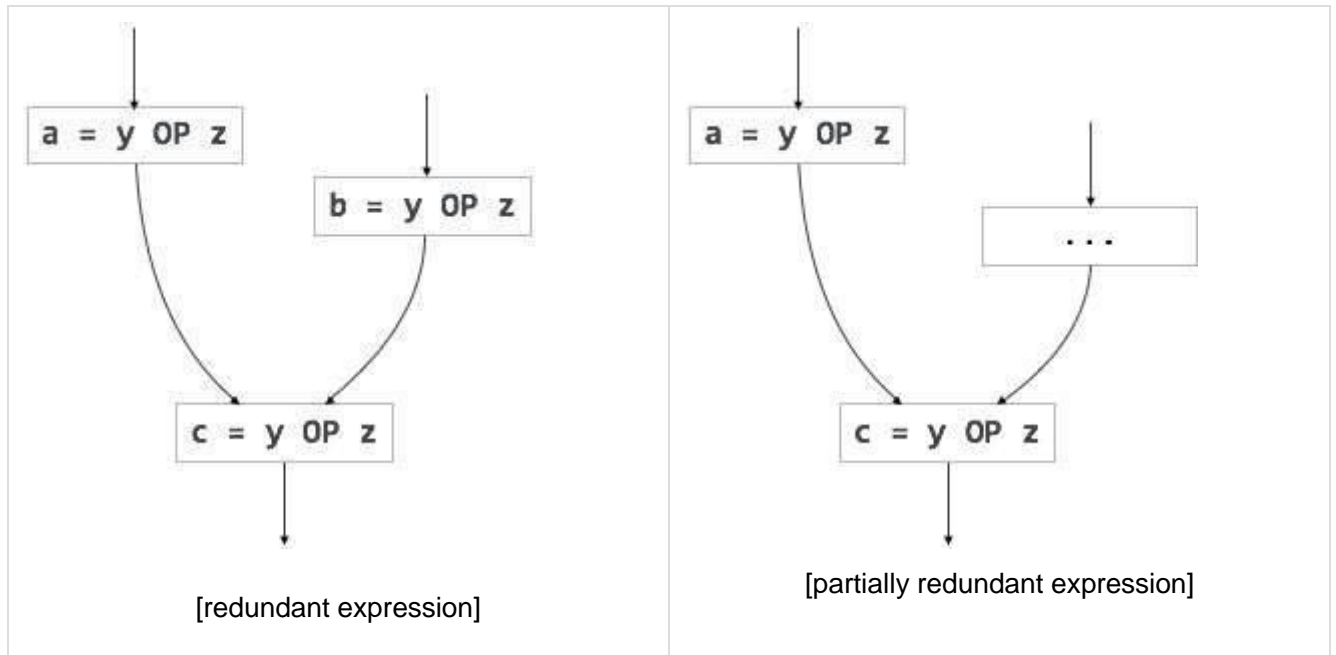 a = y OP z
b = y OP z
c = y OP z
[redundant expression]
a = y OP z
...
c = y OP z
[partially redundant expression]